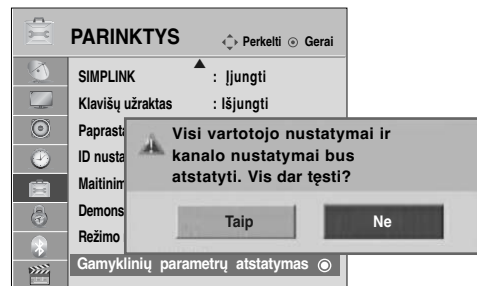 PARINKTYS Perkelti Gerai
SIMPLINK : Įjungti
Klavišų užraktas : Išjungti
Visi vartotojo nustatymai ir
kanalo nustatymai bus
atstatyti. Vis dar tęsti?
Taip Ne
Režimo
Gamyklinių parametrų atstatymas